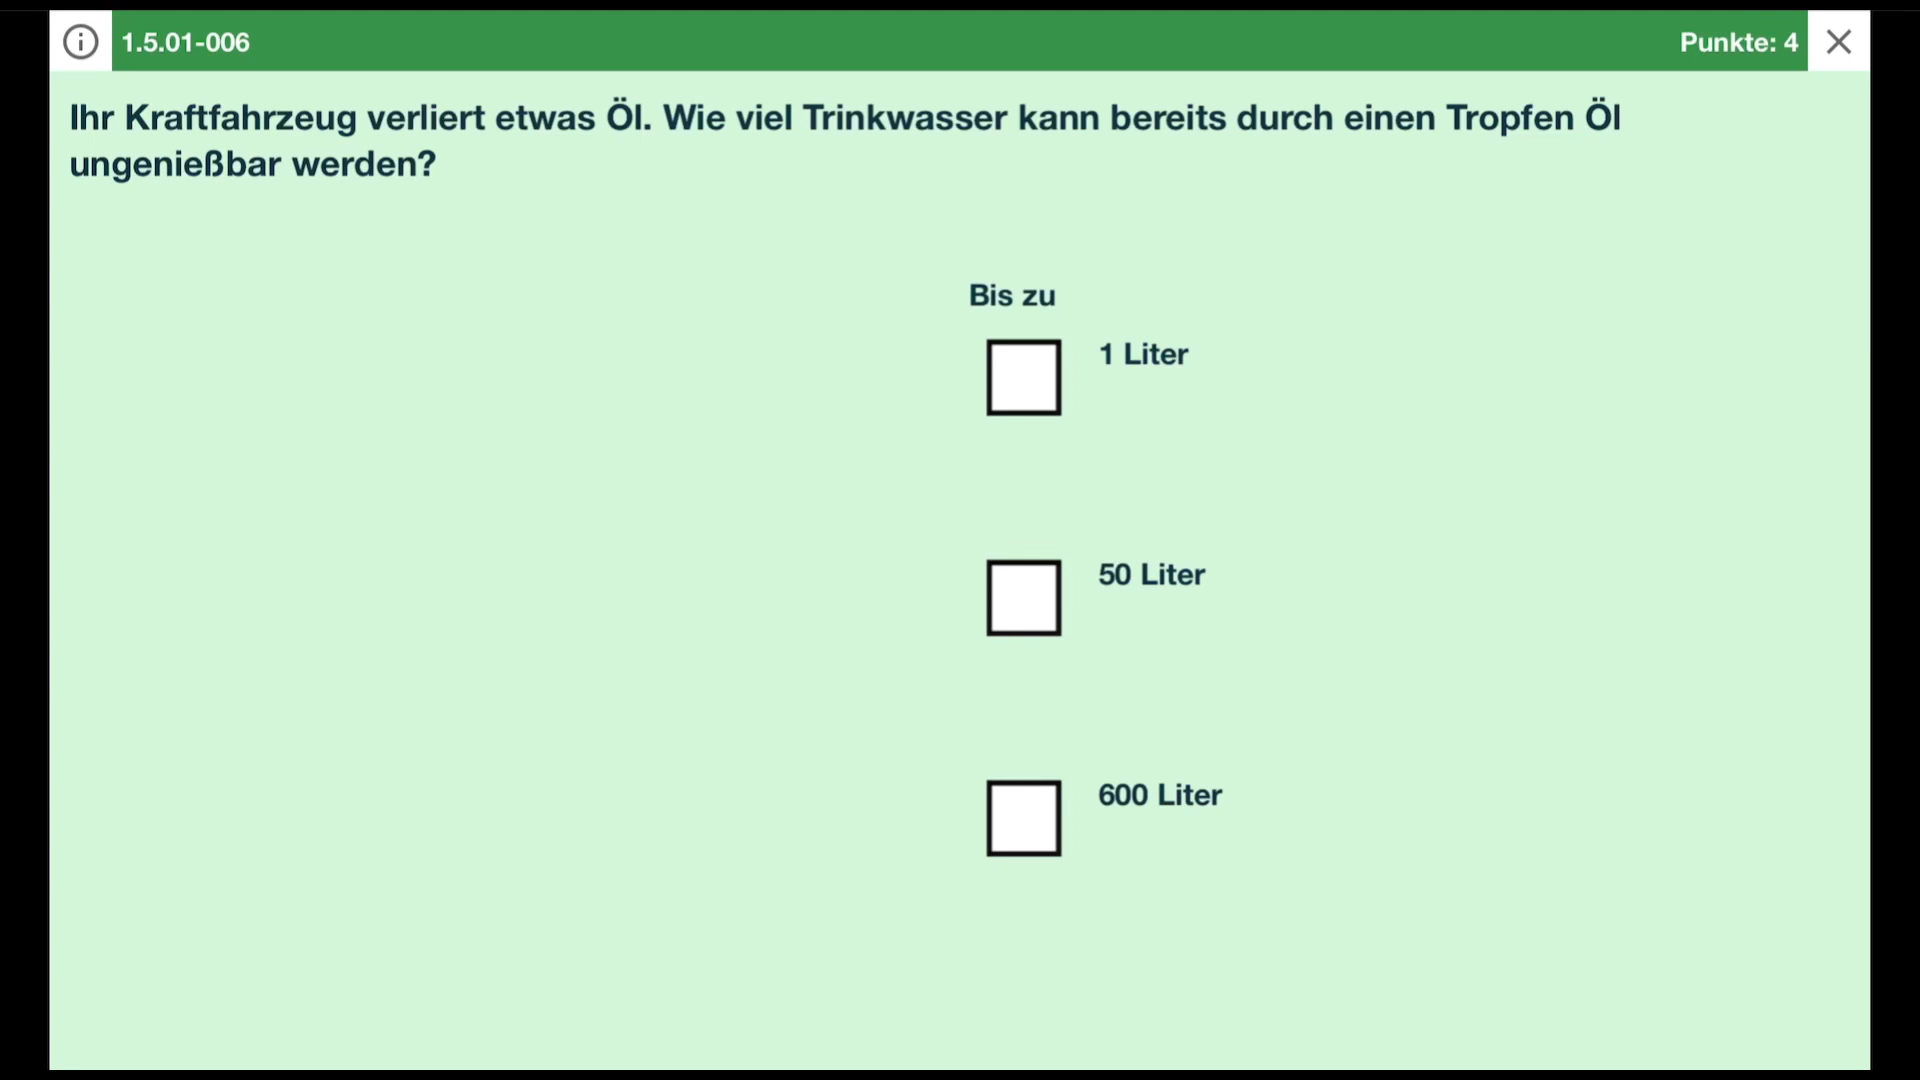 1.5.01-006
Punkte: 4
Ihr Kraftfahrzeug verliert etwas Öl. Wie viel Trinkwasser kann bereits durch einen Tropfen Öl
ungenießbar werden?
Bis zu
1 Liter
50 Liter
600 Liter